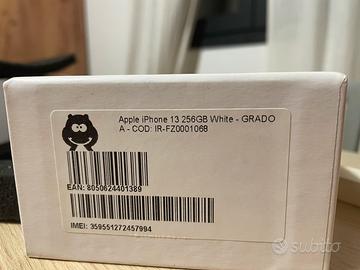 Apple iPhone 13 256GB White - GRADO
A - COD: IR-FZ0001068
EAN: 8050624401389
IMEI: 359551272457994
subito